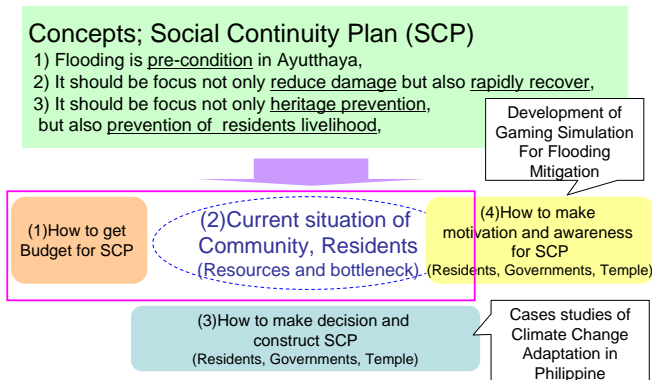 Concepts; Social Continuity Plan (SCP)
1) Flooding is pre-condition in Ayutthaya,
2) It should be focus not only reduce damage but also rapidly recover,
3) It should be focus not only heritage prevention,
but also prevention of residents livelihood,
Development of
Gaming Simulation
For Flooding
Mitigation
(1)How to get
Budget for SCP
(2)Current situation of
Community, Residents
(Resources and bottleneck)
(4)How to make
motivation and awareness
for SCP
(Residents, Governments, Temple)
(3)How to make decision and
construct SCP
(Residents, Governments, Temple)
Cases studies of
Climate Change
Adaptation in
Philippine